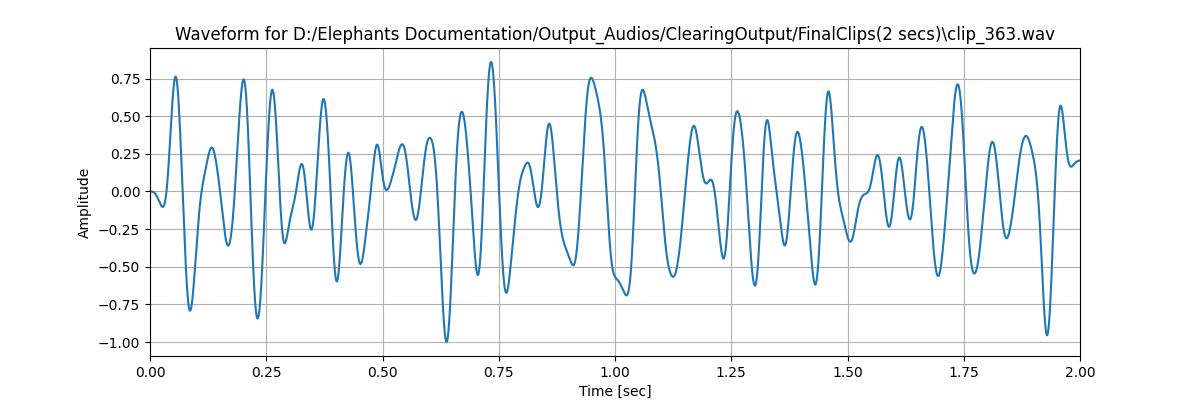 Waveform for D:/Elephants Documentation/Output_Audios/ClearingOutput/FinalClips(2 secs)\clip_363.wav
Amplitude
0.75
0.50
0.25
0.00
−0.25
−0.50
−0.75
−1.00
0.00 0.25 0.50 0.75 1.00 1.25 1.50 1.75 2.00
Time [sec]